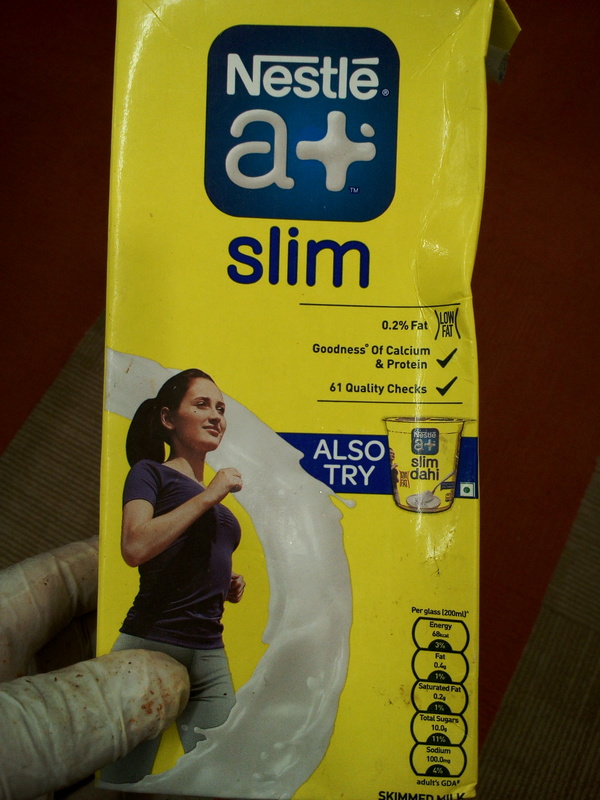 Nestlé®
a+™
slim
0.2% Fat
LOW
FAT
Goodness° Of Calcium
& Protein
61 Quality Checks
ALSO
TRY
Nestlé
a+
slim
dahi
Per glass (200ml)*
Energy
68kcal
3%
Fat
0.4g
1%
Saturated Fat
0.2g
1%
Total Sugars
10.0g
11%
Sodium
100.0mg
4%
adult's GDA#
SKIMMED MILK